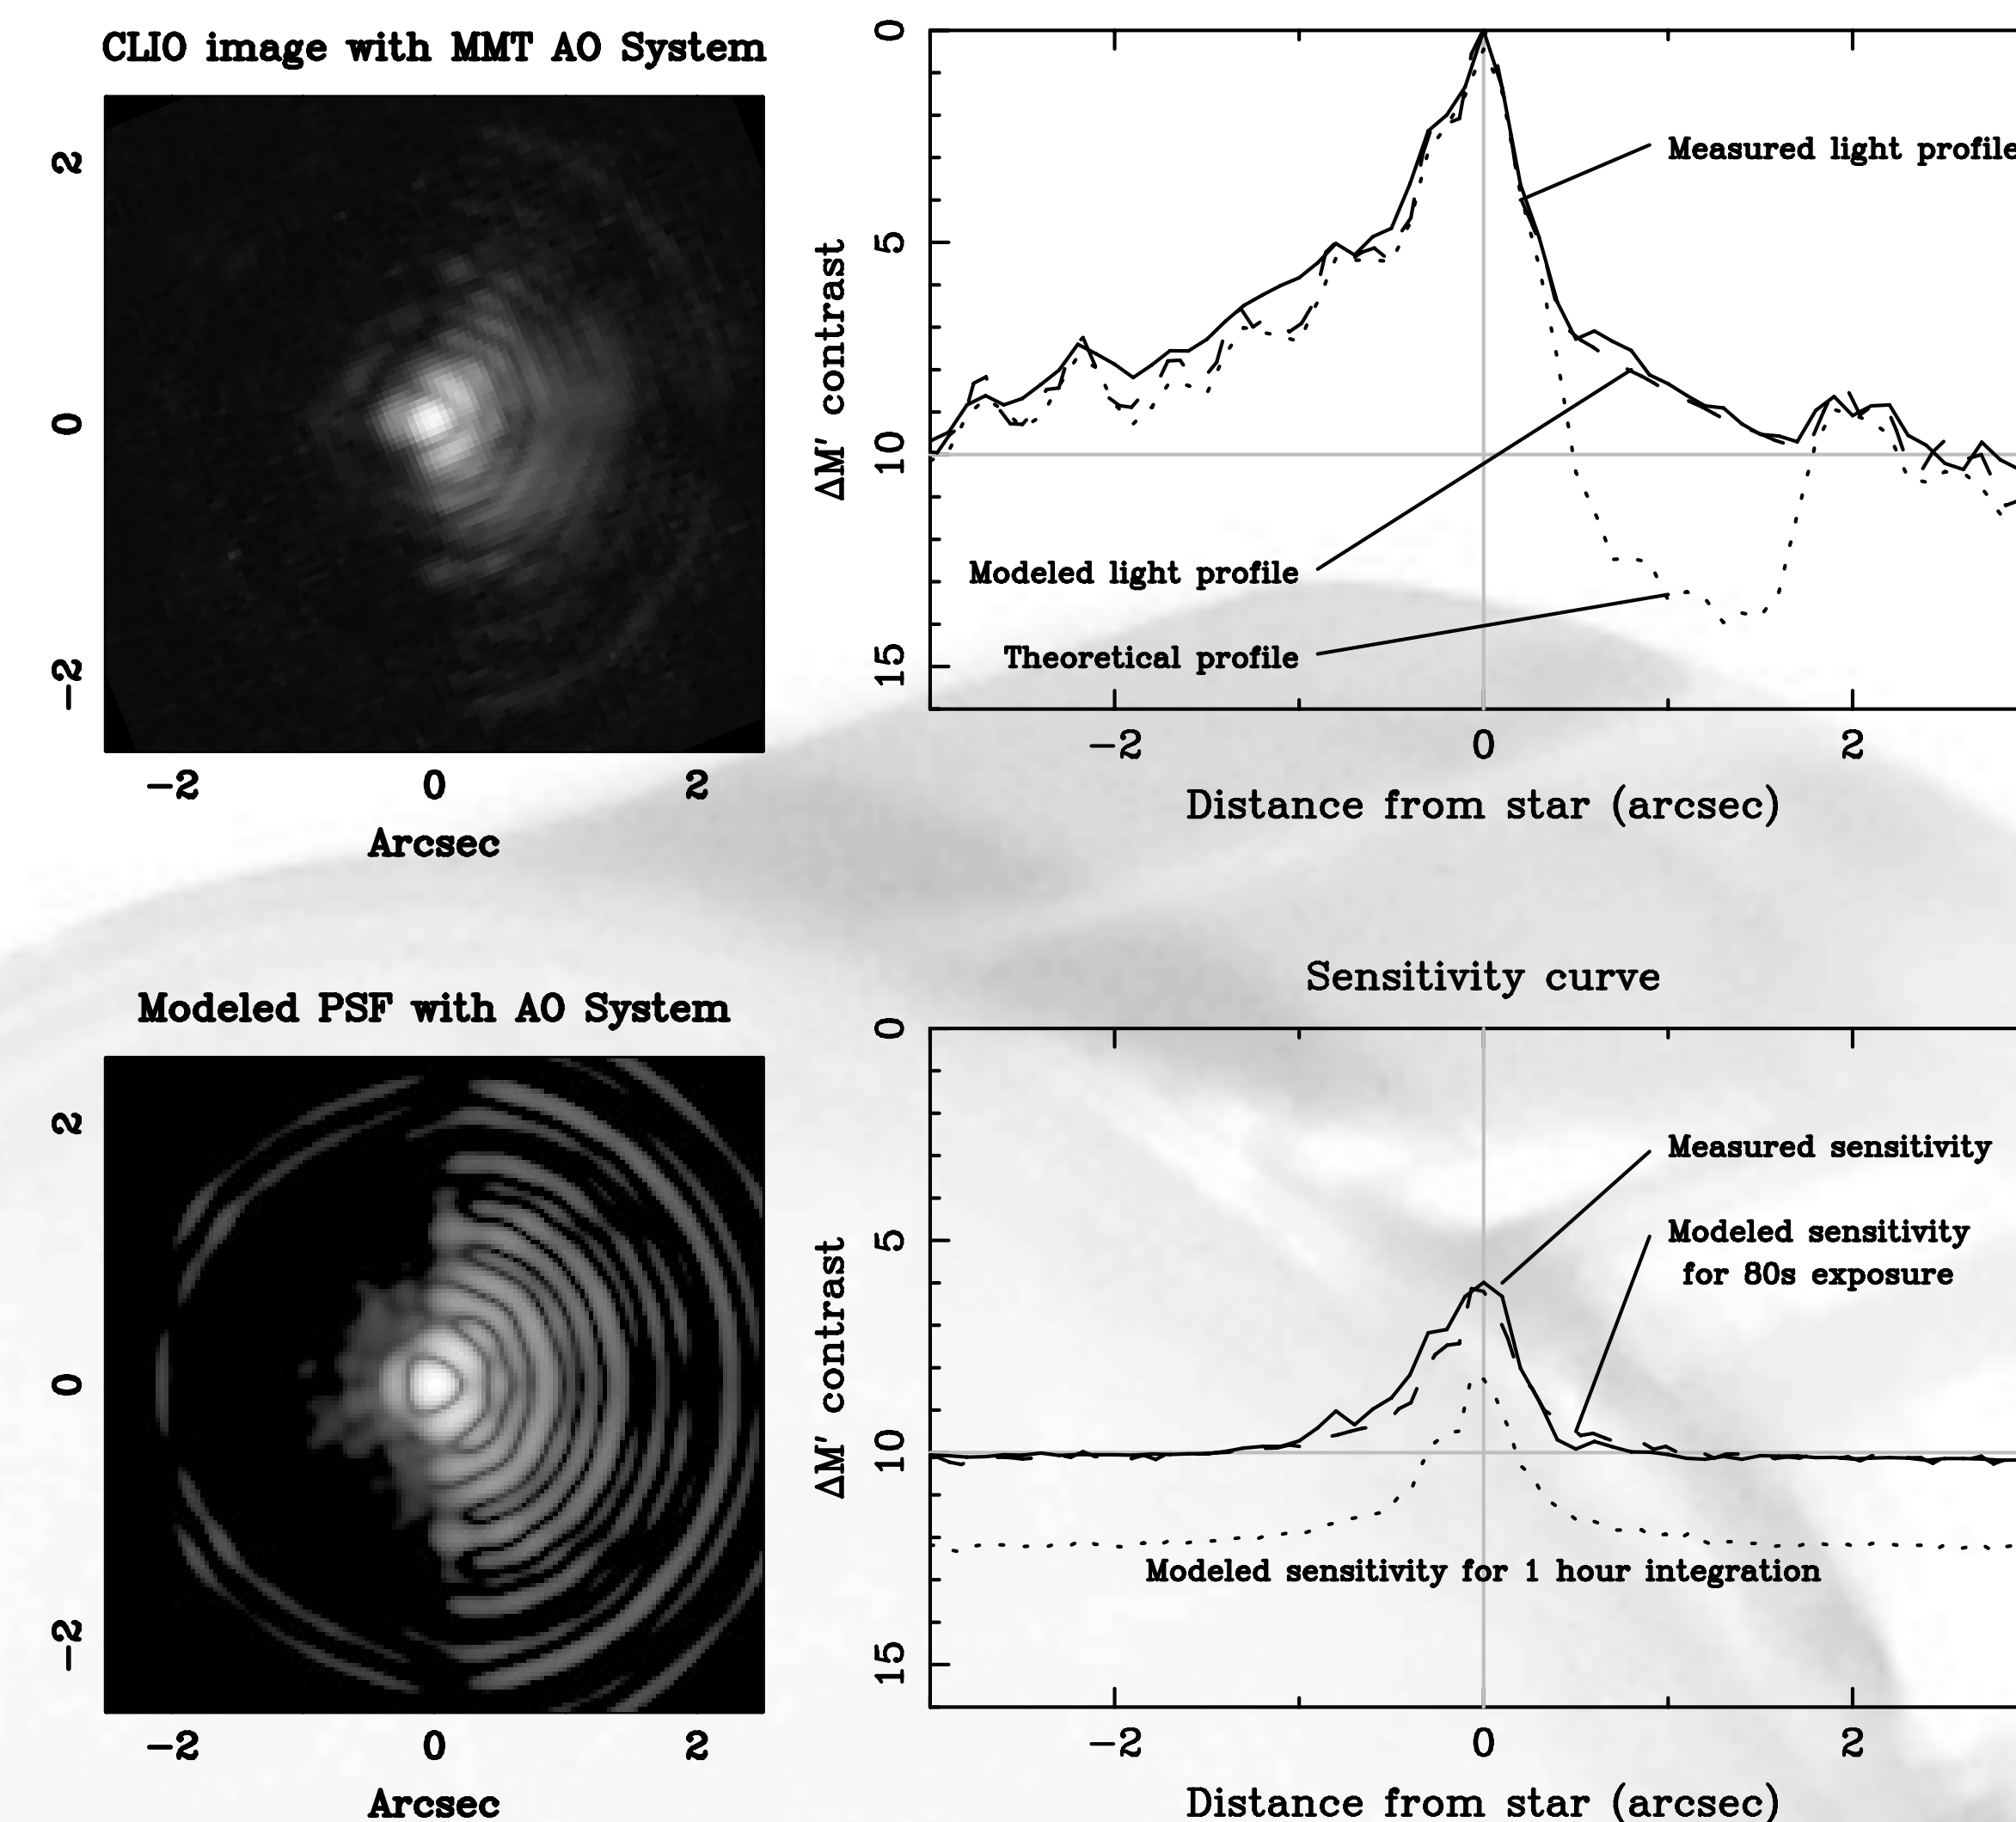 CLIO image with MMT AO System
2
0
−2
−2 0 2
Arcsec
0
5
10
15
ΔM′ contrast
Measured light profile
Modeled light profile
Theoretical profile
−2 0 2
Distance from star (arcsec)
Modeled PSF with AO System
2
0
−2
−2 0 2
Arcsec
Sensitivity curve
0
5
10
15
ΔM′ contrast
Measured sensitivity
Modeled sensitivity
for 80s exposure
Modeled sensitivity for 1 hour integration
−2 0 2
Distance from star (arcsec)